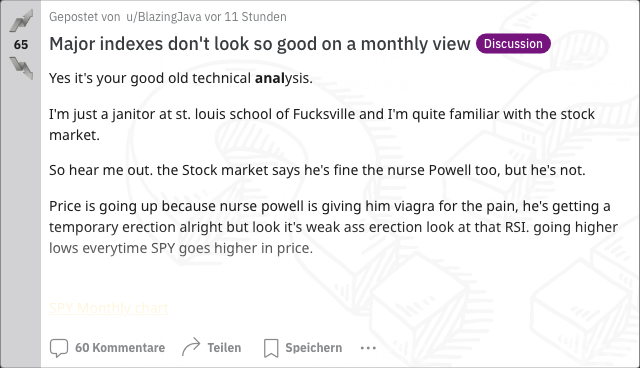 Gepostet von u/BlazingJava vor 11 Stunden
65
Major indexes don't look so good on a monthly view Discussion
Yes it's your good old technical analysis.
I'm just a janitor at st. louis school of Fucksville and I'm quite familiar with the stock
market.
So hear me out. the Stock market says he's fine the nurse Powell too, but he's not.
Price is going up because nurse powell is giving him viagra for the pain, he's getting a
temporary erection alright but look it's weak ass erection look at that RSI. going higher
lows everytime SPY goes higher in price.
SPY Monthly chart
60 Kommentare Teilen Speichern